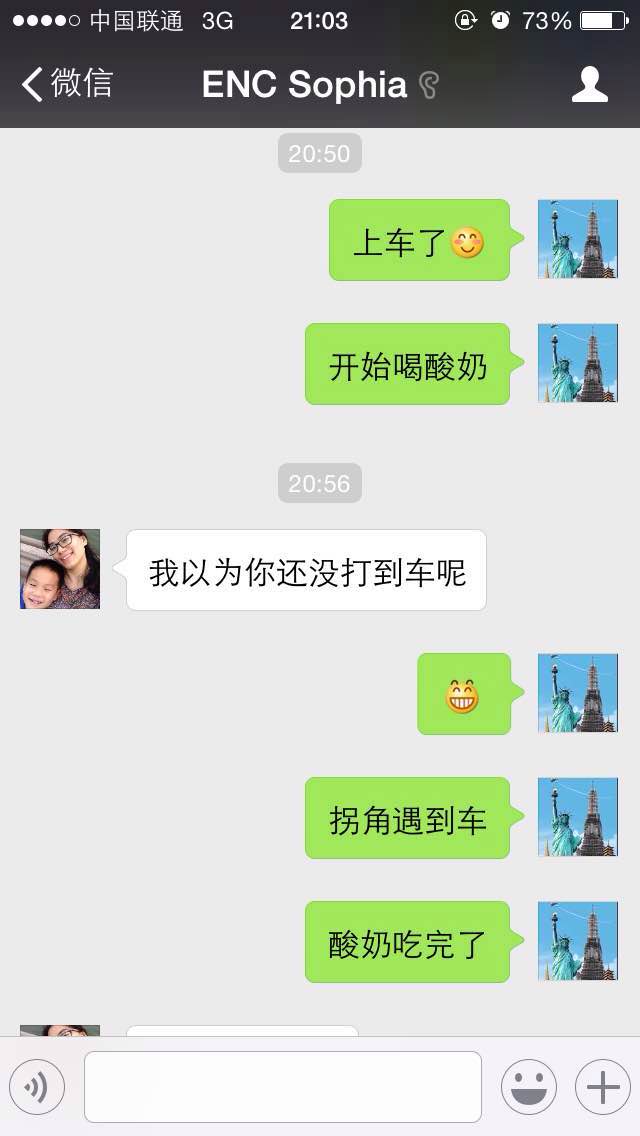 中国联通 3G 21:03 73%
微信 ENC Sophia
20:50
上车了😊
开始喝酸奶
20:56
我以为你还没打到车呢
😁
拐角遇到车
酸奶吃完了